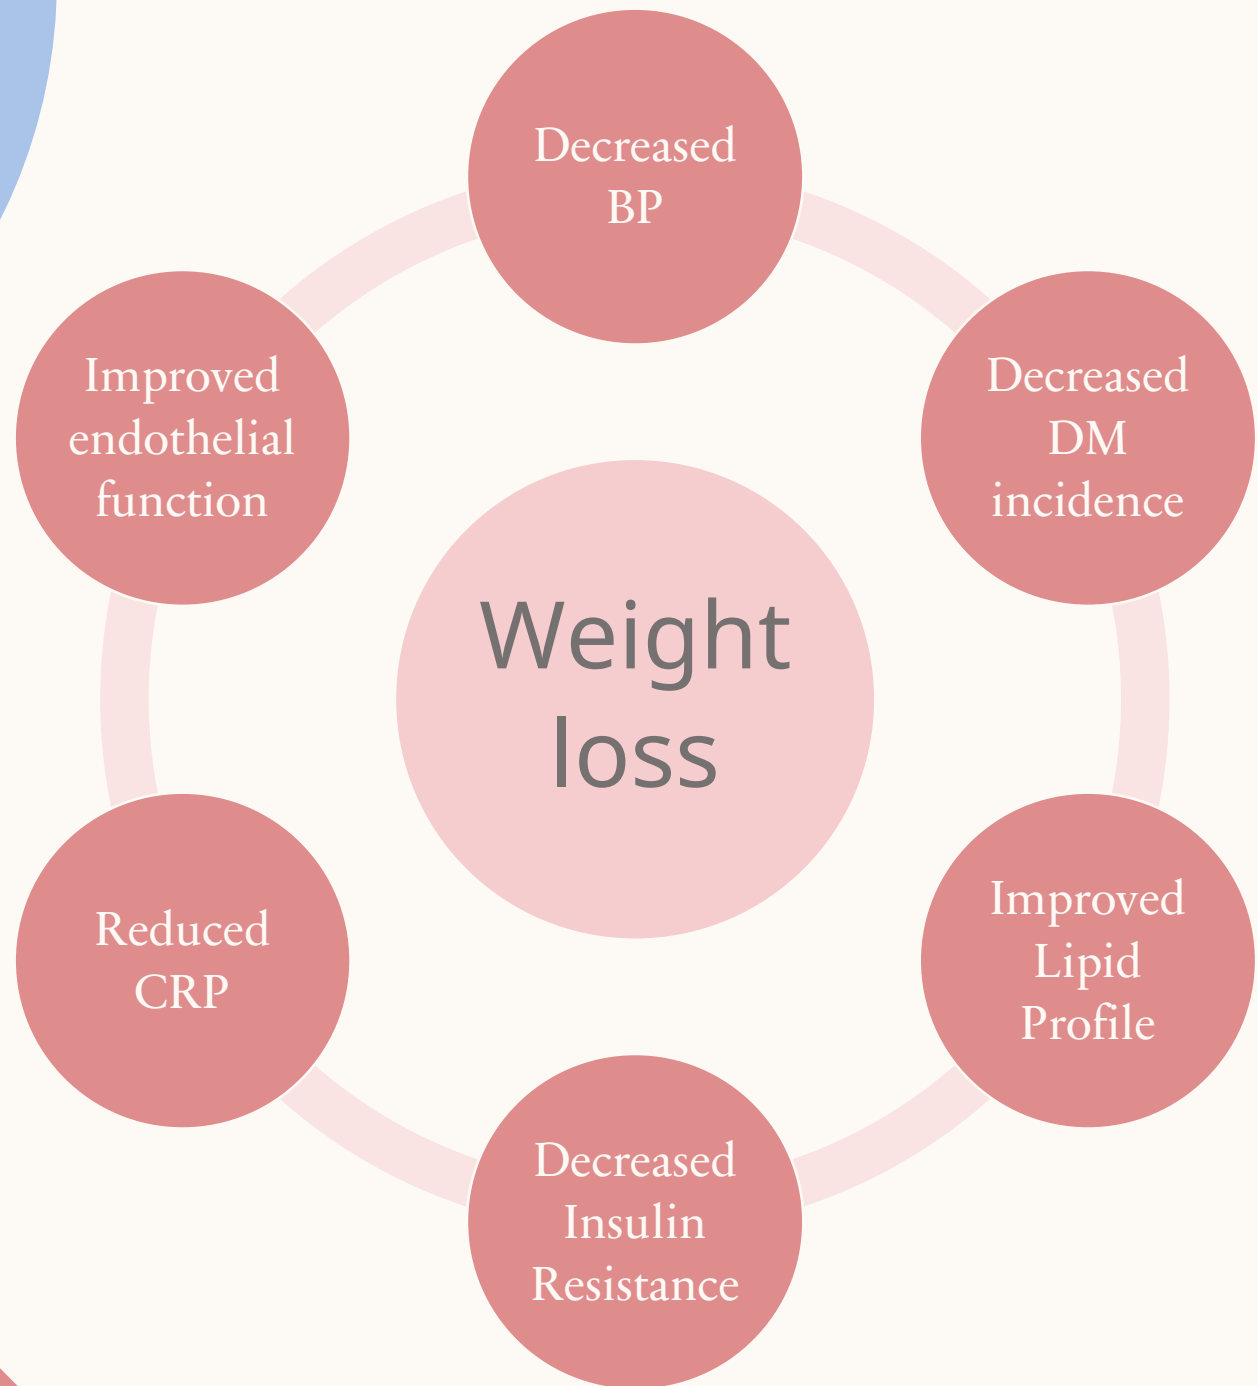 Decreased
BP
Decreased
DM
incidence
Improved
Lipid
Profile
Decreased
Insulin
Resistance
Reduced
CRP
Improved
endothelial
function
Weight
loss